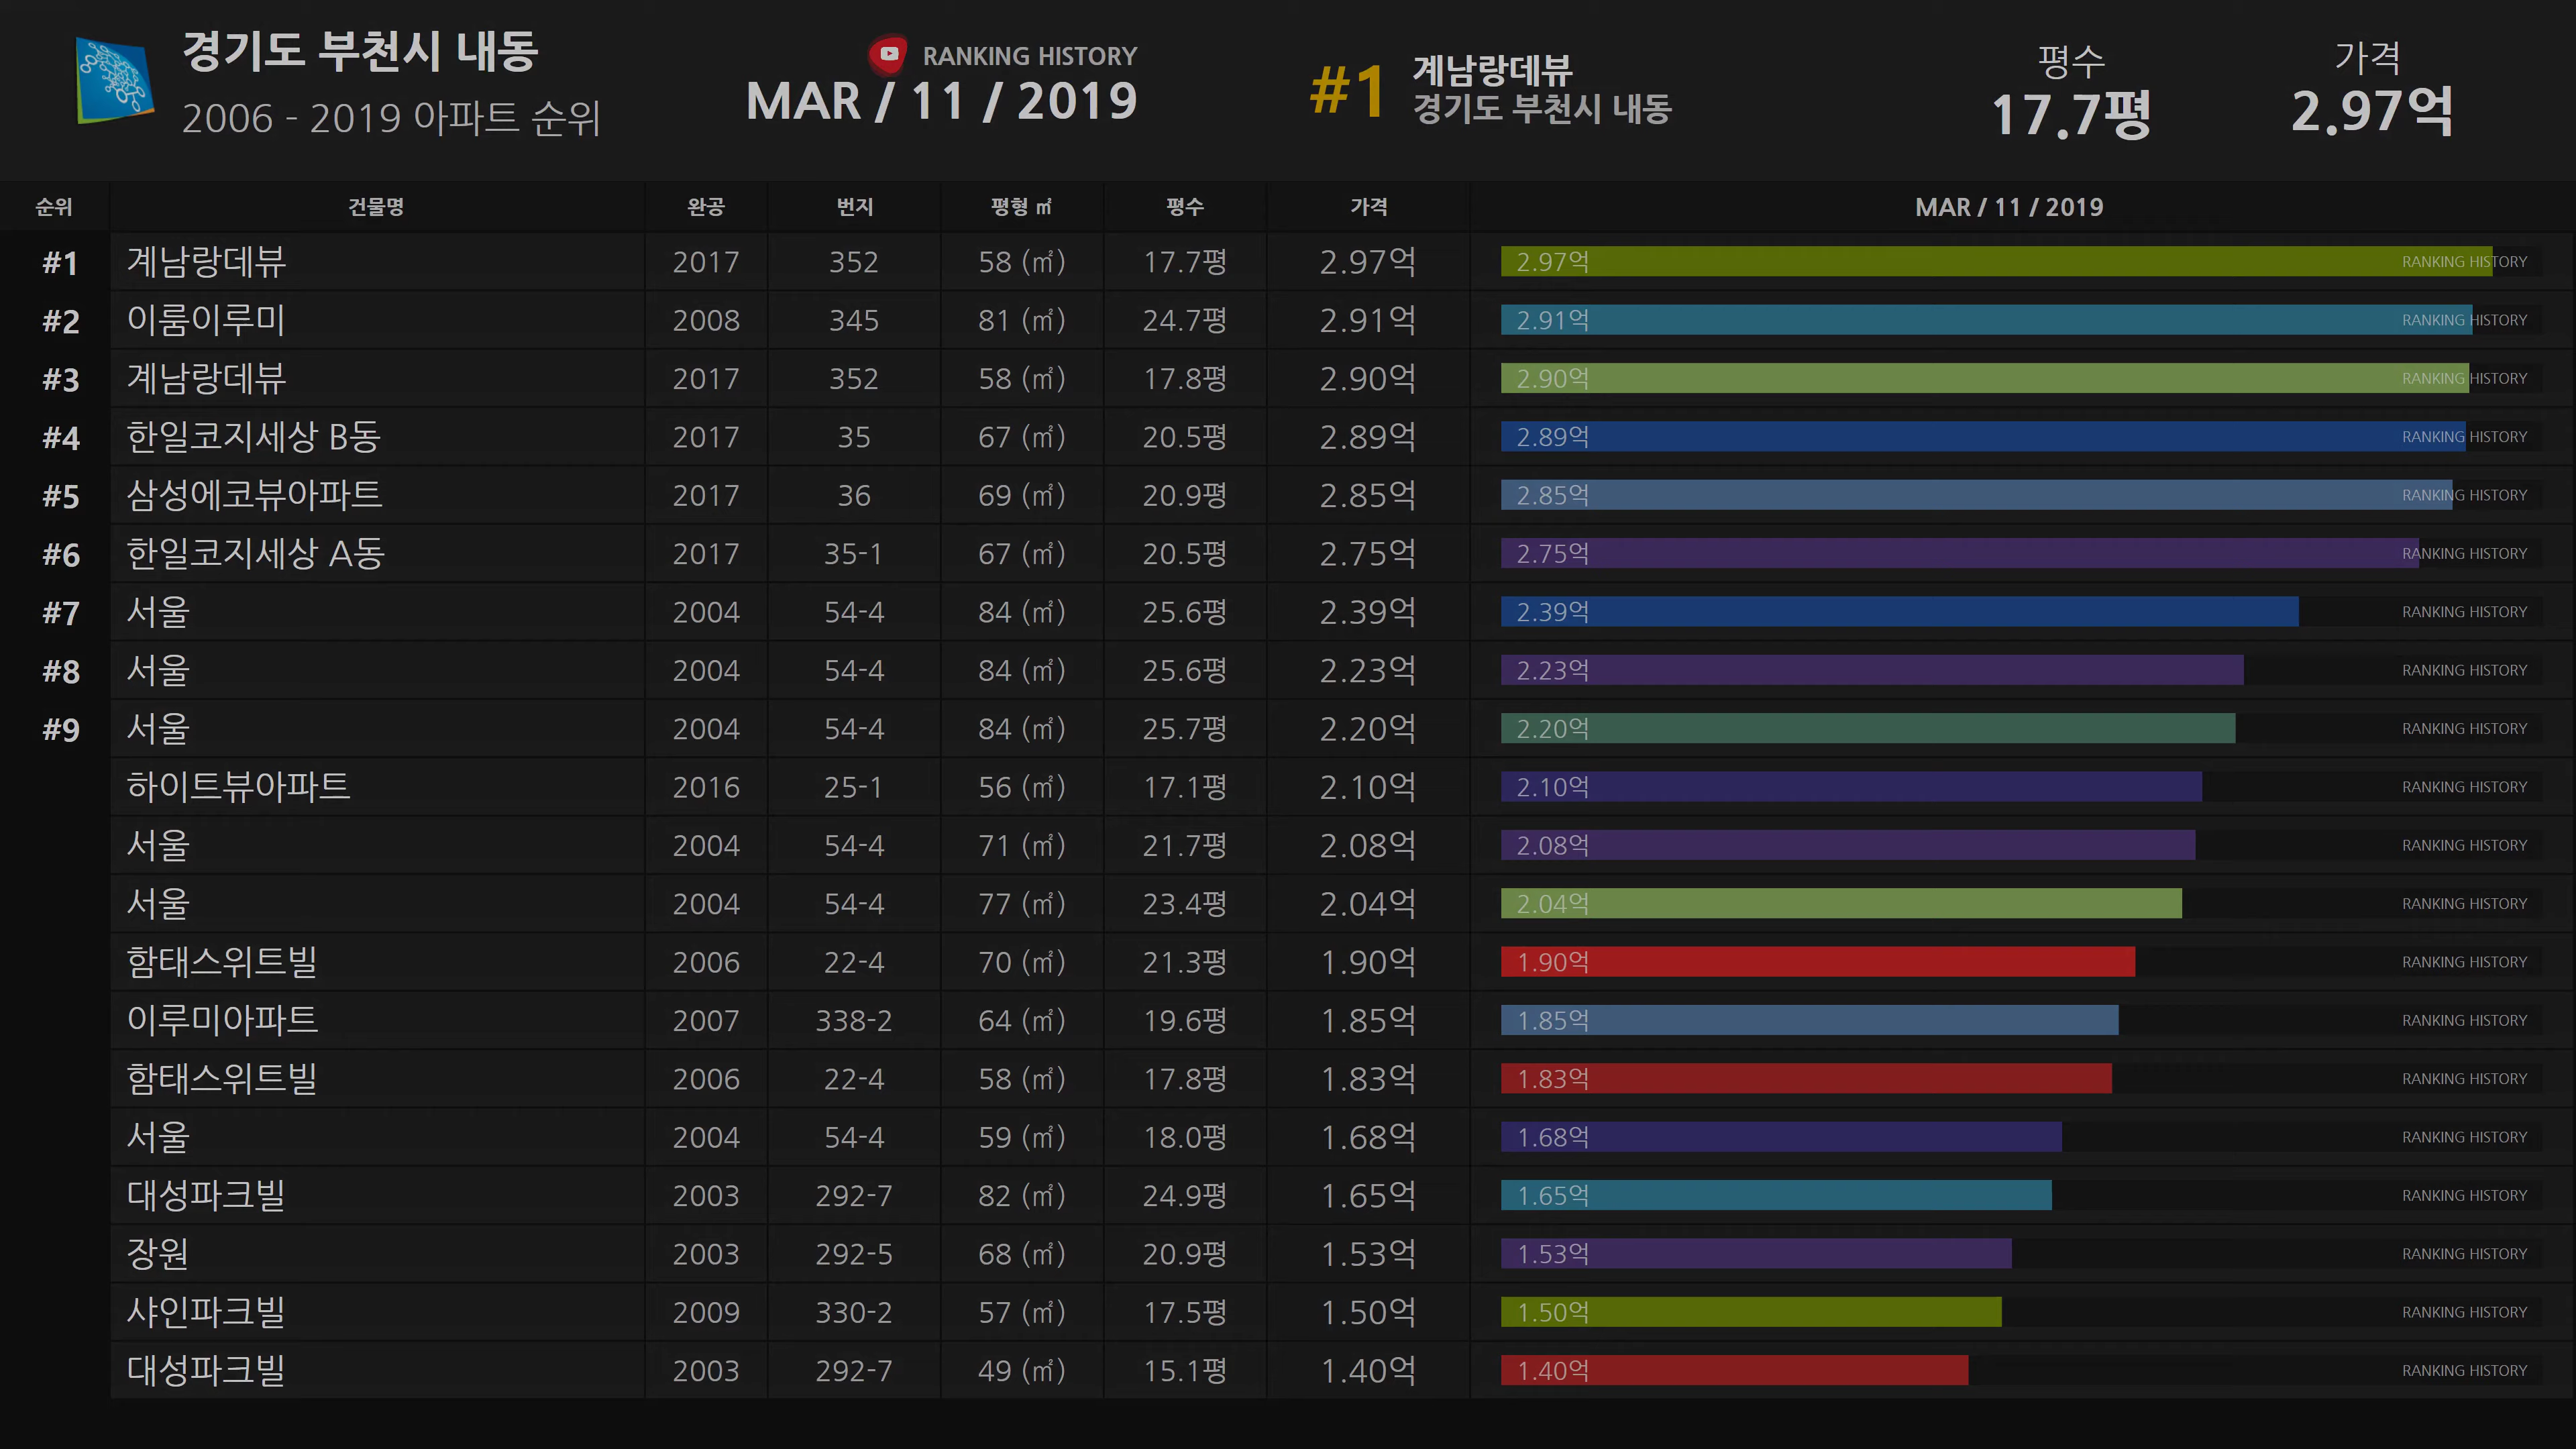 경기도 부천시 내동
2006 - 2019 아파트 순위
RANKING HISTORY
MAR / 11 / 2019
#1 계남랑데뷰
경기도 부천시 내동
평수
17.7평
가격
2.97억
순위 건물명 완공 번지 평형 ㎡ 평수 가격 MAR / 11 / 2019
#1 계남랑데뷰 2017 352 58 (㎡) 17.7평 2.97억 2.97억 RANKING HISTORY
#2 이룸이루미 2008 345 81 (㎡) 24.7평 2.91억 2.91억 RANKING HISTORY
#3 계남랑데뷰 2017 352 58 (㎡) 17.8평 2.90억 2.90억 RANKING HISTORY
#4 한일코지세상 B동 2017 35 67 (㎡) 20.5평 2.89억 2.89억 RANKING HISTORY
#5 삼성에코뷰아파트 2017 36 69 (㎡) 20.9평 2.85억 2.85억 RANKING HISTORY
#6 한일코지세상 A동 2017 35-1 67 (㎡) 20.5평 2.75억 2.75억 RANKING HISTORY
#7 서울 2004 54-4 84 (㎡) 25.6평 2.39억 2.39억 RANKING HISTORY
#8 서울 2004 54-4 84 (㎡) 25.6평 2.23억 2.23억 RANKING HISTORY
#9 서울 2004 54-4 84 (㎡) 25.7평 2.20억 2.20억 RANKING HISTORY
하이트뷰아파트 2016 25-1 56 (㎡) 17.1평 2.10억 2.10억 RANKING HISTORY
서울 2004 54-4 71 (㎡) 21.7평 2.08억 2.08억 RANKING HISTORY
서울 2004 54-4 77 (㎡) 23.4평 2.04억 2.04억 RANKING HISTORY
함태스위트빌 2006 22-4 70 (㎡) 21.3평 1.90억 1.90억 RANKING HISTORY
이루미아파트 2007 338-2 64 (㎡) 19.6평 1.85억 1.85억 RANKING HISTORY
함태스위트빌 2006 22-4 58 (㎡) 17.8평 1.83억 1.83억 RANKING HISTORY
서울 2004 54-4 59 (㎡) 18.0평 1.68억 1.68억 RANKING HISTORY
대성파크빌 2003 292-7 82 (㎡) 24.9평 1.65억 1.65억 RANKING HISTORY
장원 2003 292-5 68 (㎡) 20.9평 1.53억 1.53억 RANKING HISTORY
샤인파크빌 2009 330-2 57 (㎡) 17.5평 1.50억 1.50억 RANKING HISTORY
대성파크빌 2003 292-7 49 (㎡) 15.1평 1.40억 1.40억 RANKING HISTORY